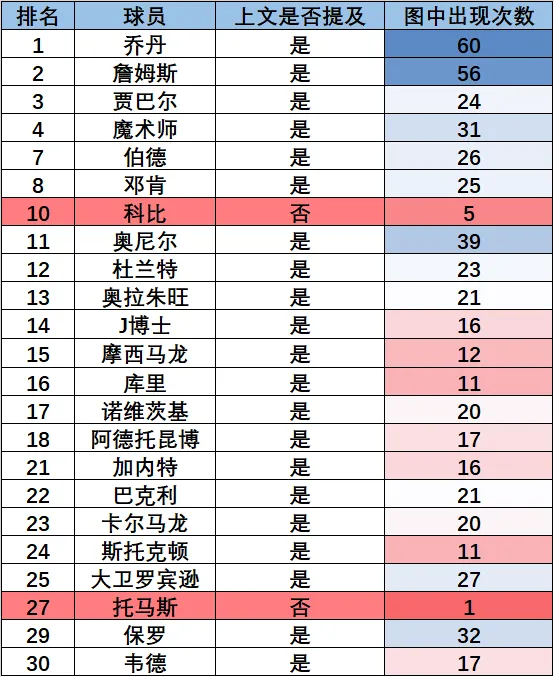 排名 球员 上文是否提及 图中出现次数
1 乔丹 是 60
2 詹姆斯 是 56
3 贾巴尔 是 24
4 魔术师 是 31
7 伯德 是 26
8 邓肯 是 25
10 科比 否 5
11 奥尼尔 是 39
12 杜兰特 是 23
13 奥拉朱旺 是 21
14 J博士 是 16
15 摩西马龙 是 12
16 库里 是 11
17 诺维茨基 是 20
18 阿德托昆博 是 17
21 加内特 是 16
22 巴克利 是 21
23 卡尔马龙 是 20
24 斯托克顿 是 11
25 大卫罗宾逊 是 27
27 托马斯 否 1
29 保罗 是 32
30 韦德 是 17